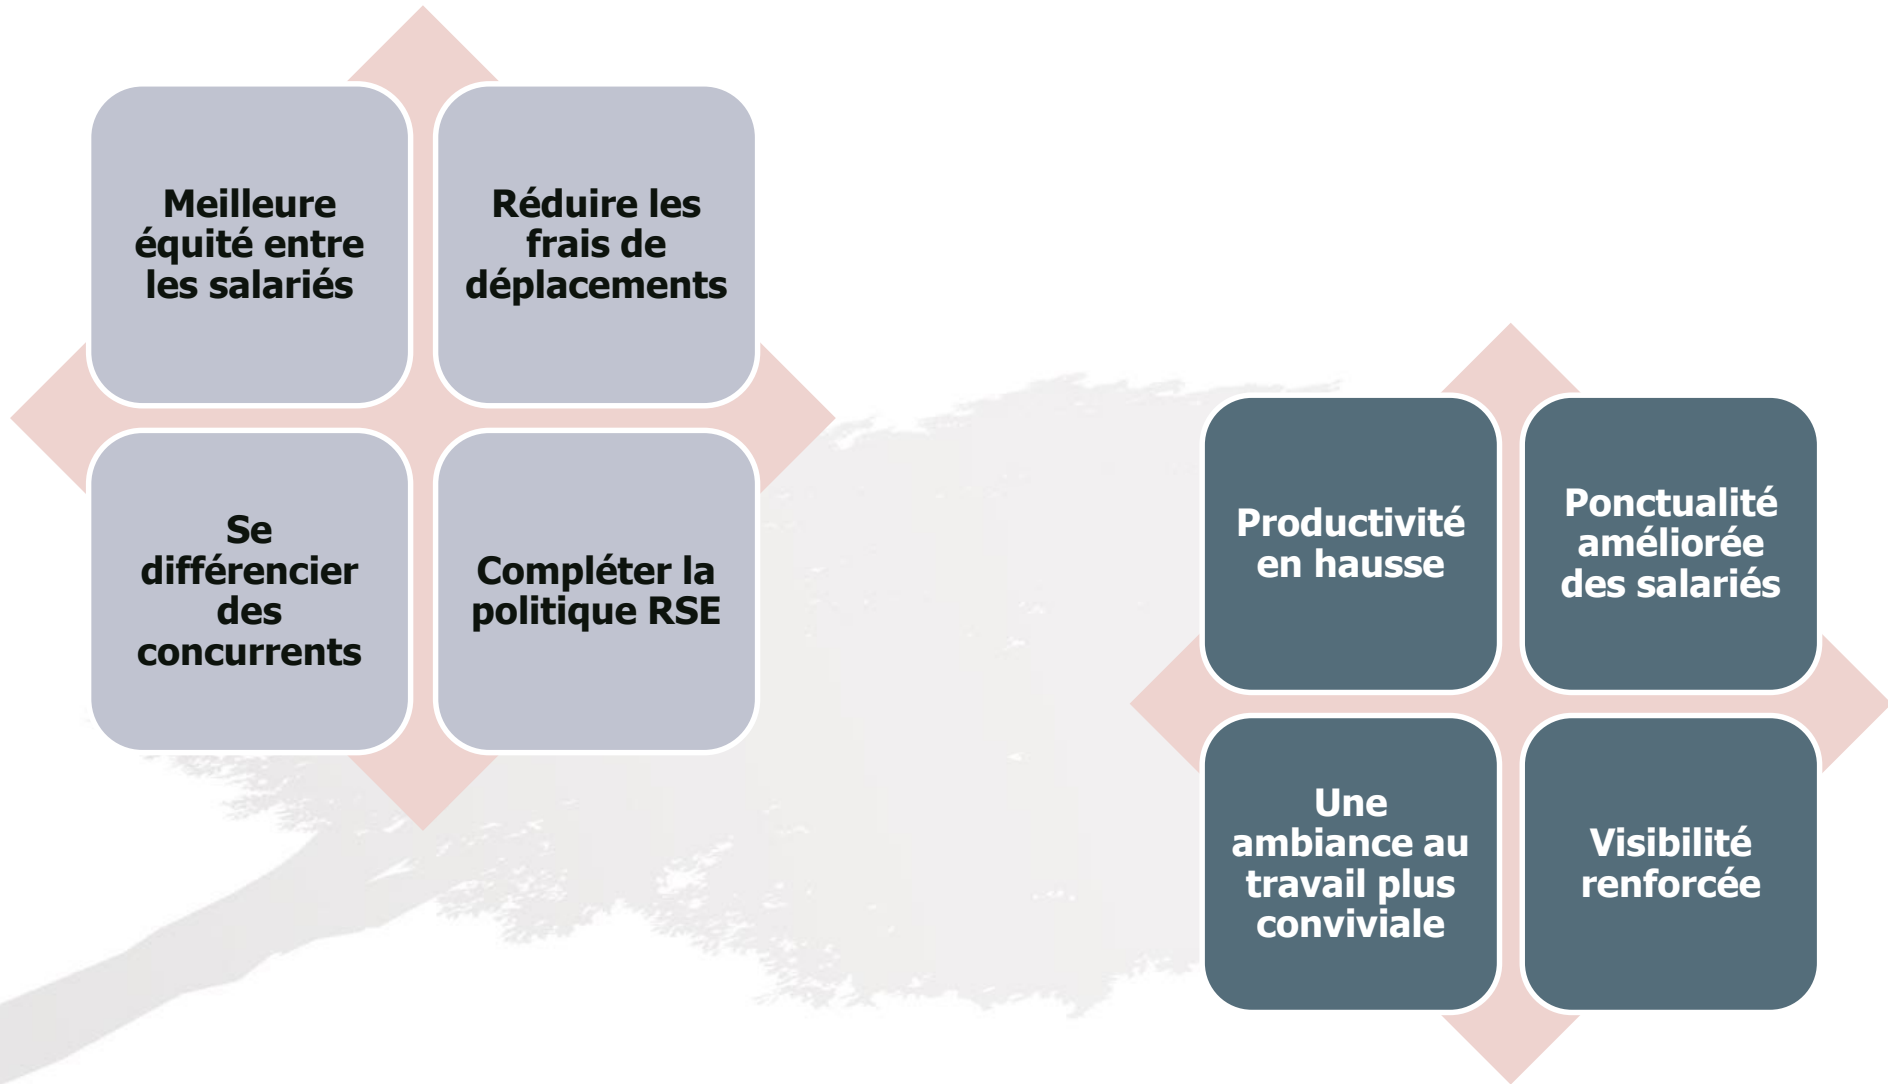 Meilleure
équité entre
les salariés
Réduire les
frais de
déplacements
Se
différencier
des
concurrents
Compléter la
politique RSE
Productivité
en hausse
Ponctualité
améliorée
des salariés
Une
ambiance au
travail plus
conviviale
Visibilité
renforcée